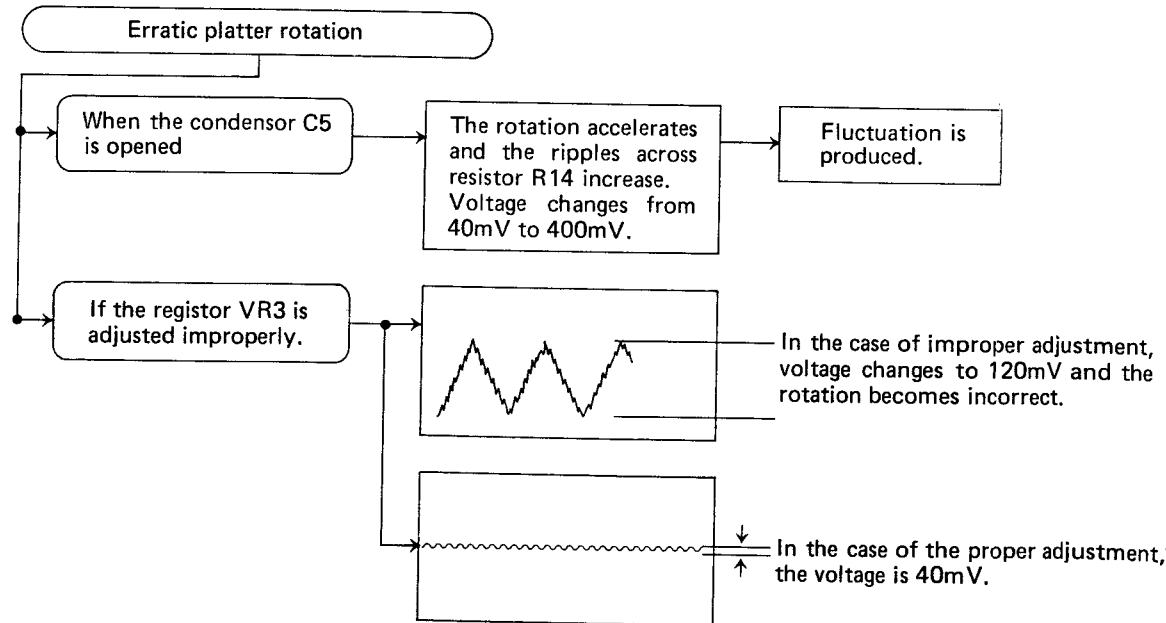 Erratic platter rotation
When the condensor C5
is opened
The rotation accelerates
and the ripples across
resistor R14 increase.
Voltage changes from
40mV to 400mV.
Fluctuation is
produced.
If the registor VR3 is
adjusted improperly.
In the case of improper adjustment,
voltage changes to 120mV and the
rotation becomes incorrect.
In the case of the proper adjustment,
the voltage is 40mV.